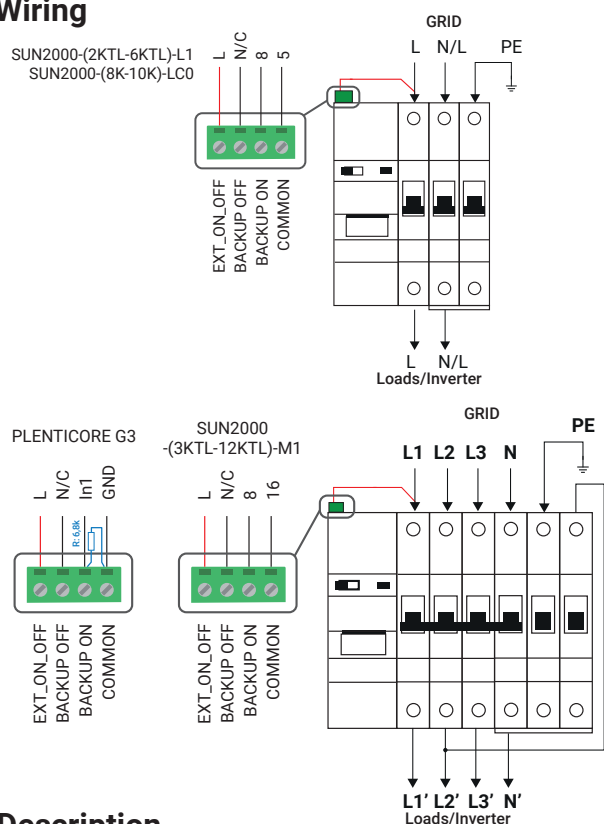 Wiring
GRID
SUN2000-(2KTL-6KTL)-L1
SUN2000-(8K-10K)-LC0
L
N/C
8
5
L N/L PE
EXT_ON_OFF
BACKUP OFF
BACKUP ON
COMMON
L N/L
Loads/Inverter
GRID
PLENTICORE G3
SUN2000
-(3KTL-12KTL)-M1
PE
L1 L2 L3 N
L
N/C
In1
GND
R: 6,8k
L
N/C
8
16
EXT_ON_OFF
BACKUP OFF
BACKUP ON
COMMON
EXT_ON_OFF
BACKUP OFF
BACKUP ON
COMMON
L1' L2' L3' N'
Loads/Inverter
Description